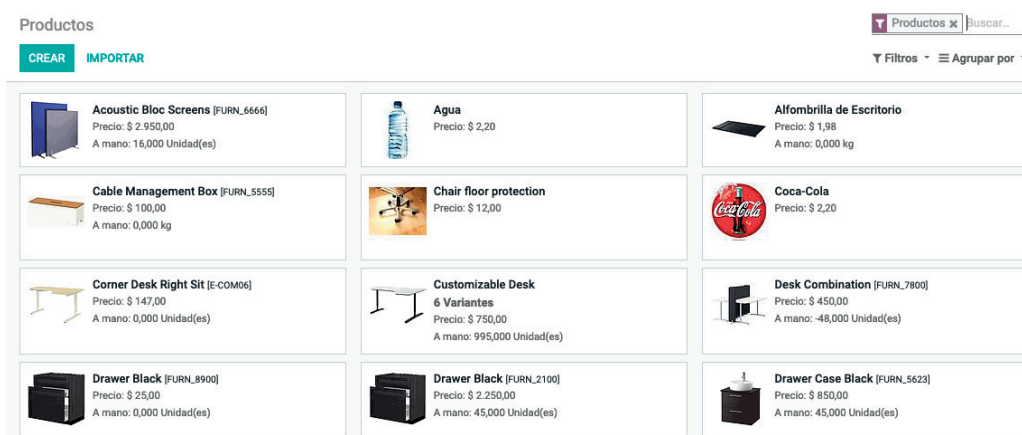 Productos
Productos ×
Buscar...
CREAR
IMPORTAR
Filtros
Agrupar por
Acoustic Bloc Screens [FURN_6666]
Precio: $ 2.950,00
A mano: 16,000 Unidad(es)
Agua
Precio: $ 2,20
Alfombrilla de Escritorio
Precio: $ 1,98
A mano: 0,000 kg
Cable Management Box [FURN_5555]
Precio: $ 100,00
A mano: 0,000 kg
Chair floor protection
Precio: $ 12,00
Coca-Cola
Coca-Cola
Precio: $ 2,20
Corner Desk Right Sit [E-COM06]
Precio: $ 147,00
A mano: 0,000 Unidad(es)
Customizable Desk
6 Variantes
Precio: $ 750,00
A mano: 995,000 Unidad(es)
Desk Combination [FURN_7800]
Precio: $ 450,00
A mano: -48,000 Unidad(es)
Drawer Black [FURN_8900]
Precio: $ 25,00
A mano: 0,000 Unidad(es)
Drawer Black [FURN_2100]
Precio: $ 2.250,00
A mano: 45,000 Unidad(es)
Drawer Case Black [FURN_5623]
Precio: $ 850,00
A mano: 45,000 Unidad(es)